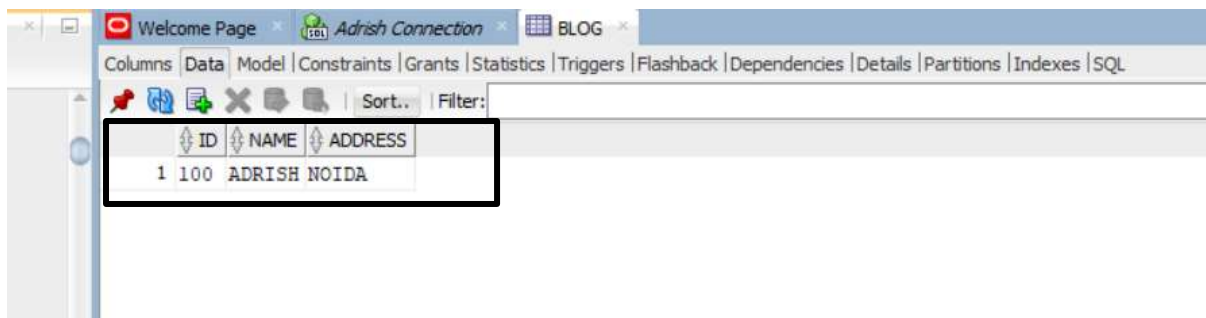 Welcome Page Adrish Connection BLOG
Columns Data Model Constraints Grants Statistics Triggers Flashback Dependencies Details Partitions Indexes SQL
Sort.. Filter:
ID NAME ADDRESS
1 100 ADRISH NOIDA